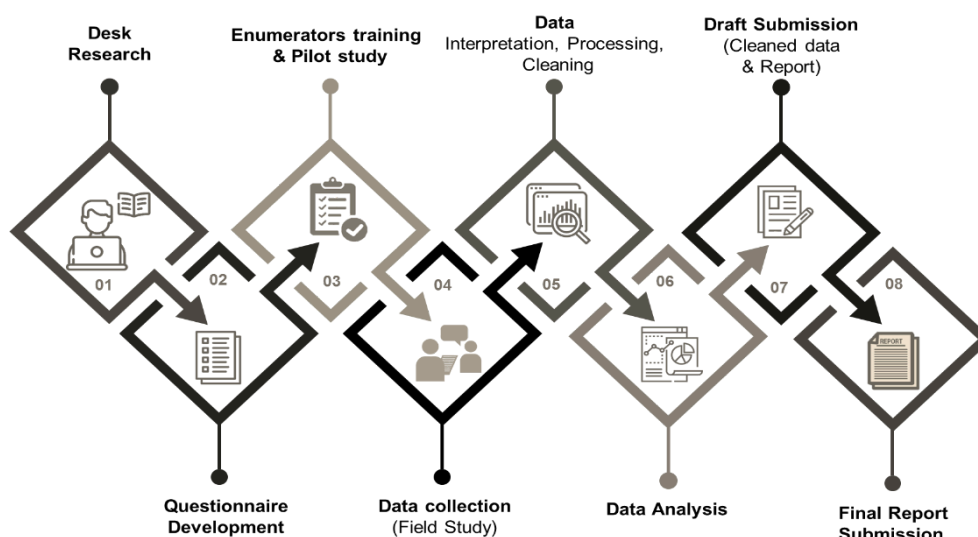 Desk
Research
Enumerators training
& Pilot study
Data
Interpretation, Processing,
Cleaning
Draft Submission
(Cleaned data
& Report)
01
02
03
04
05
06
07
08
REPORT
Questionnaire
Development
Data collection
(Field Study)
Data Analysis
Final Report
Submission